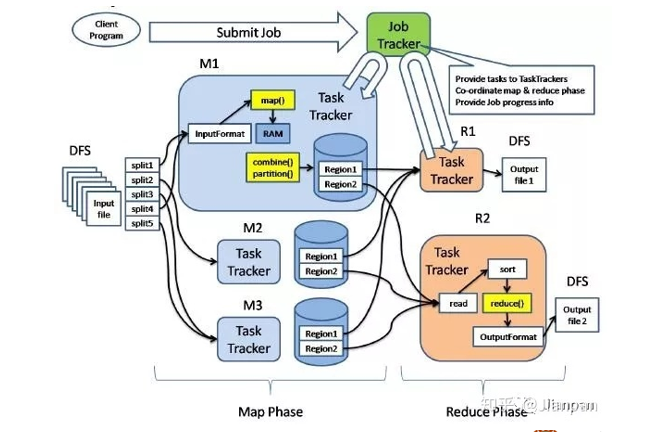 Client
Program
Submit Job
Job
Tracker
Provide tasks to TaskTrackers
Co-ordinate map & reduce phase
Provide Job progress info
M1
map()
Task
Tracker
InputFormat
RAM
combine()
partition()
Region1
Region2
DFS
Input
file
split1
split2
split3
split4
split5
M2
Task
Tracker
Region1
Region2
M3
Task
Tracker
Region1
Region2
R1
Task
Tracker
DFS
Output
file 1
R2
Task
Tracker
sort
read
reduce()
OutputFormat
DFS
Output
file 2
Map Phase
Reduce Phase
知乎 @Jianpan